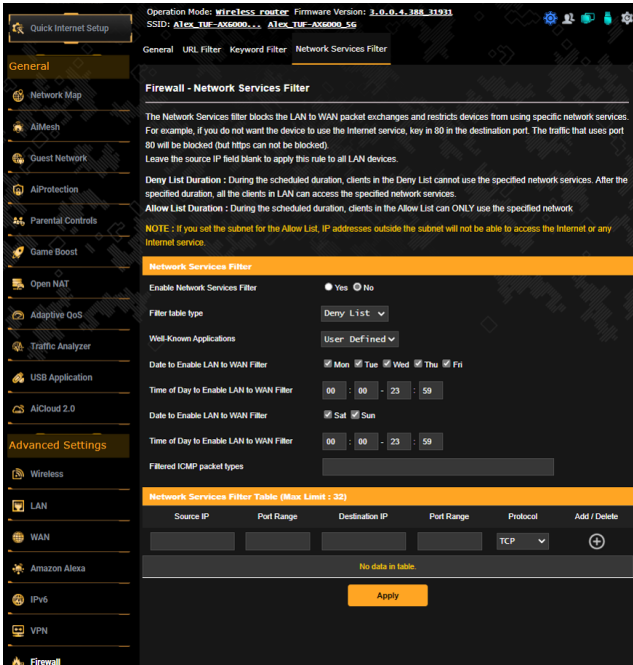 Operation Mode: Wireless router Firmware Version: 3.0.0.4.388_31931
SSID: Alex_TUF-AX6000... Alex_TUF-AX6000_5G
Quick Internet Setup
General URL Filter Keyword Filter Network Services Filter
General
Network Map
AiMesh
Guest Network
AiProtection
Parental Controls
Game Boost
Open NAT
Adaptive QoS
Traffic Analyzer
USB Application
AiCloud 2.0
Advanced Settings
Wireless
LAN
WAN
Amazon Alexa
IPv6
VPN
Firewall
Firewall - Network Services Filter
The Network Services filter blocks the LAN to WAN packet exchanges and restricts devices from using specific network services.
For example, if you do not want the device to use the Internet service, key in 80 in the destination port. The traffic that uses port
80 will be blocked (but https can not be blocked).
Leave the source IP field blank to apply this rule to all LAN devices.
Deny List Duration : During the scheduled duration, clients in the Deny List cannot use the specified network services. After the
specified duration, all the clients in LAN can access the specified network services.
Allow List Duration : During the scheduled duration, clients in the Allow List can ONLY use the specified network
NOTE : If you set the subnet for the Allow List, IP addresses outside the subnet will not be able to access the Internet or any
Internet service.
Network Services Filter
Enable Network Services Filter Yes No
Filter table type Deny List
Well-Known Applications User Defined
Date to Enable LAN to WAN Filter Mon Tue Wed Thu Fri
Time of Day to Enable LAN to WAN Filter 00 : 00 - 23 : 59
Date to Enable LAN to WAN Filter Sat Sun
Time of Day to Enable LAN to WAN Filter 00 : 00 - 23 : 59
Filtered ICMP packet types
Network Services Filter Table (Max Limit : 32)
Source IP Port Range Destination IP Port Range Protocol Add / Delete
TCP
No data in table.
Apply